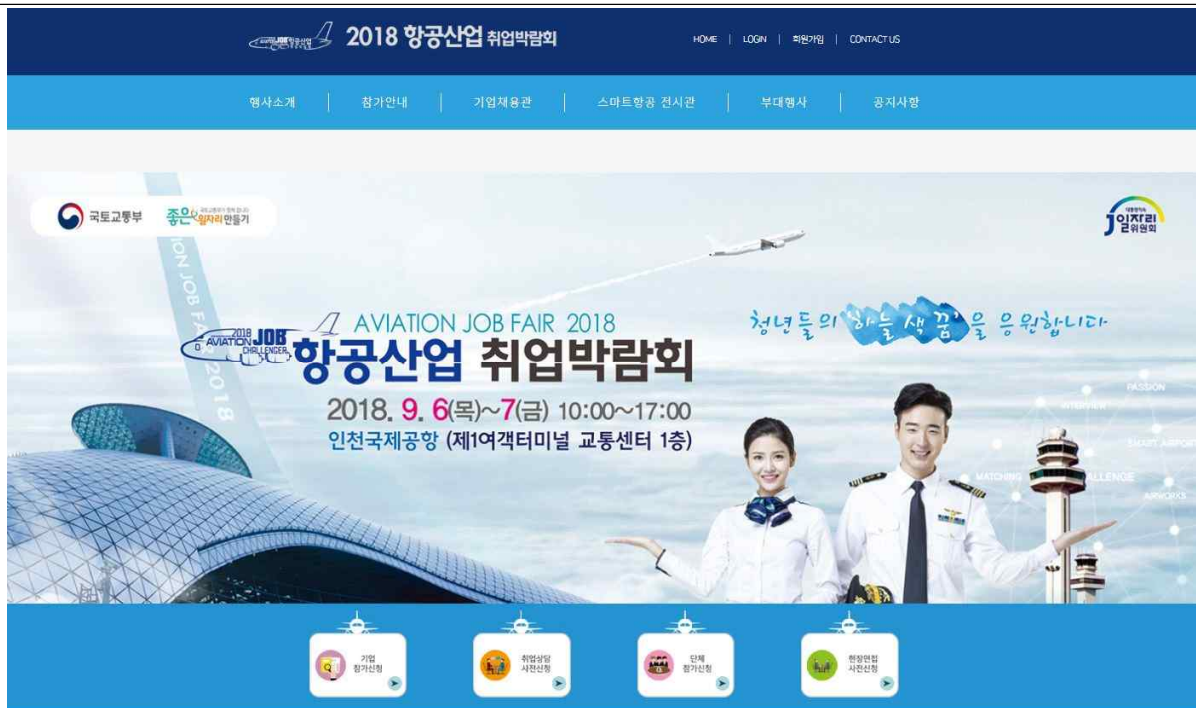 2018 항공산업 취업박람회
HOME | LOGIN | 회원가입 | CONTACT US
행사소개 | 참가안내 | 기업채용관 | 스마트항공 전시관 | 부대행사 | 공지사항
국토교통부
좋은 일자리 만들기
일자리
위원회
AVIATION JOB FAIR 2018
2018 JOB
AVIATION
CHALLENGER
AVIATION JOB FAIR 2018
항공산업 취업박람회
2018. 9. 6(목)~7(금) 10:00~17:00
인천국제공항 (제1여객터미널 교통센터 1층)
청년들의 '하늘색 꿈'을 응원합니다
PASSION
INTERVIEW
SMART AIRPORT
MATCHING
CHALLENGE
AIRWORKS
기업
참가신청
취업상담
사전신청
단체
참가신청
현장면접
사전신청